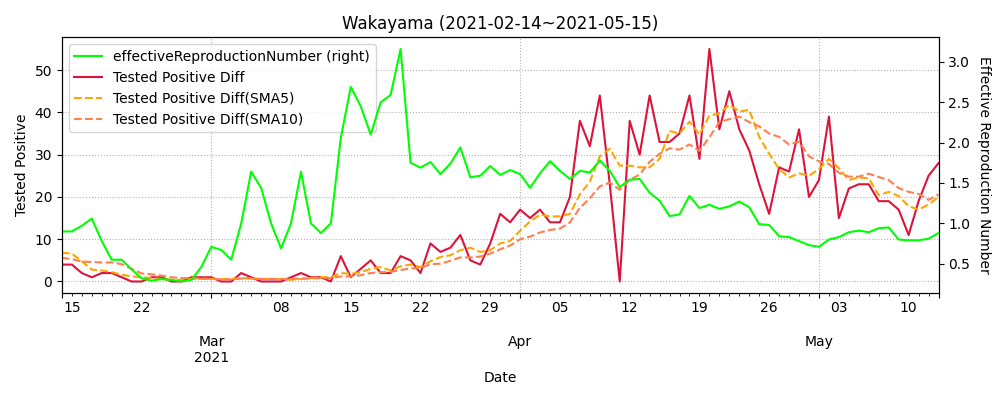 Wakayama (2021-02-14~2021-05-15)
effectiveReproductionNumber (right)
Tested Positive Diff
Tested Positive Diff(SMA5)
Tested Positive Diff(SMA10)
Tested Positive
50
40
30
20
10
0
Effective Reproduction Number
3.0
2.5
2.0
1.5
1.0
0.5
15 22 08 15 22 29 05 12 19 26 03 10
Mar Apr May
2021
Date